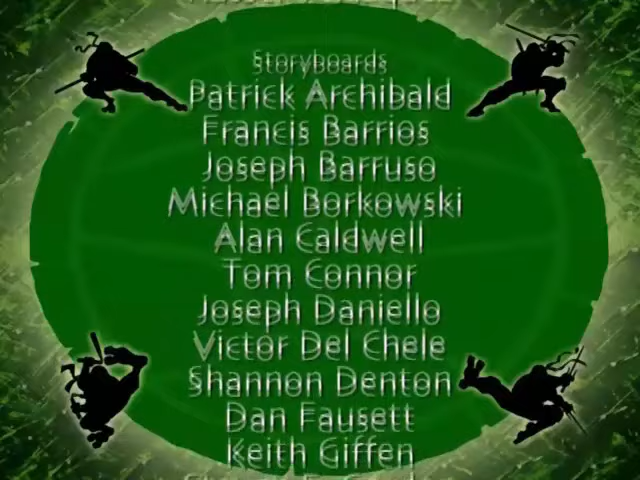 Storyboards
Patrick Archibald
Francis Barrios
Joseph Barruso
Michael Borkowski
Alan Caldwell
Tom Connor
Joseph Daniello
Victor Del Chele
Shannon Denton
Dan Fausett
Keith Giffen